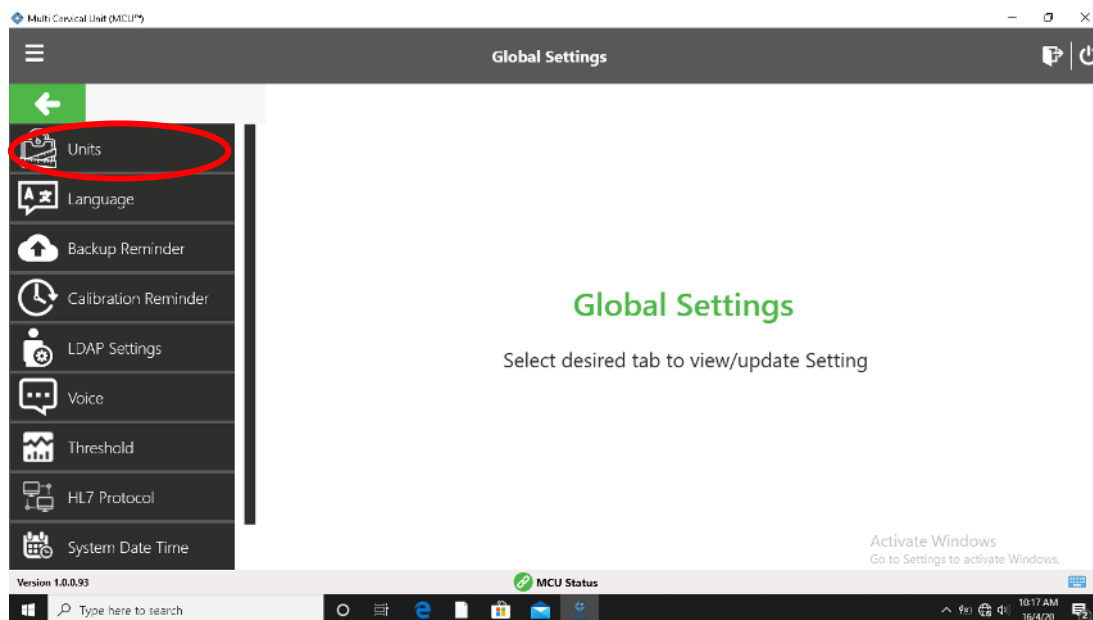 Multi Cervical Unit (MCU™)
Global Settings
Units
Language
Backup Reminder
Calibration Reminder
LDAP Settings
Voice
Threshold
HL7 Protocol
System Date Time
Global Settings
Select desired tab to view/update Setting
Activate Windows
Go to Settings to activate Windows.
Version 1.0.0.93
MCU Status
Type here to search
10:17 AM
16/4/20
2